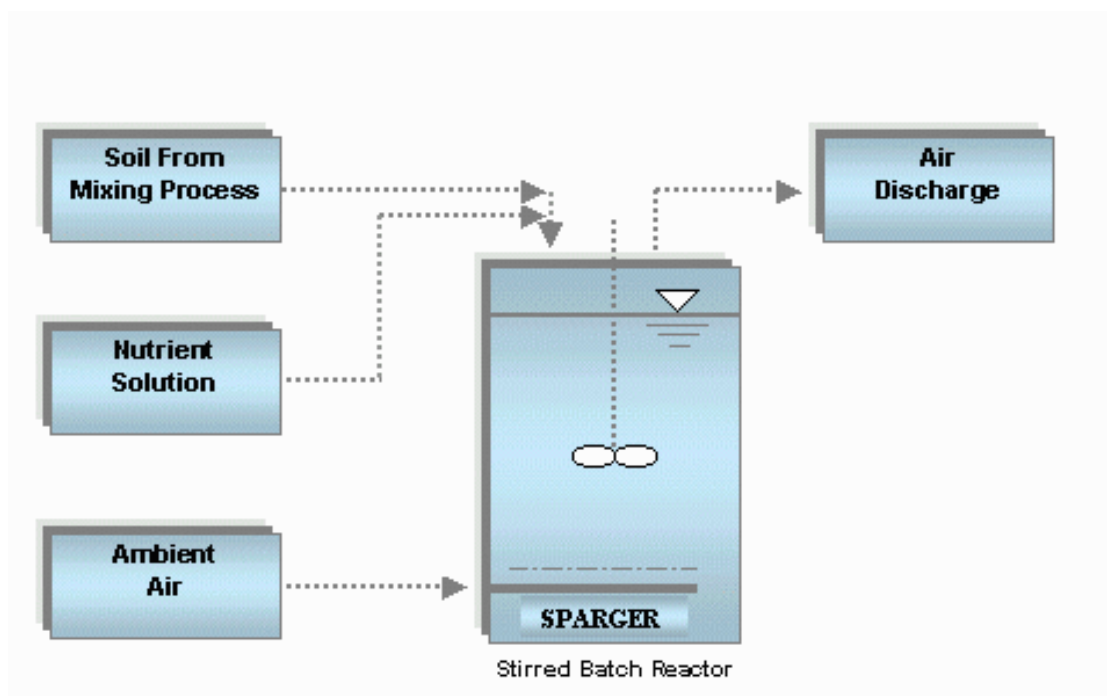 Soil From
Mixing Process
Air
Discharge
Nutrient
Solution
Ambient
Air
SPARGER
Stirred Batch Reactor